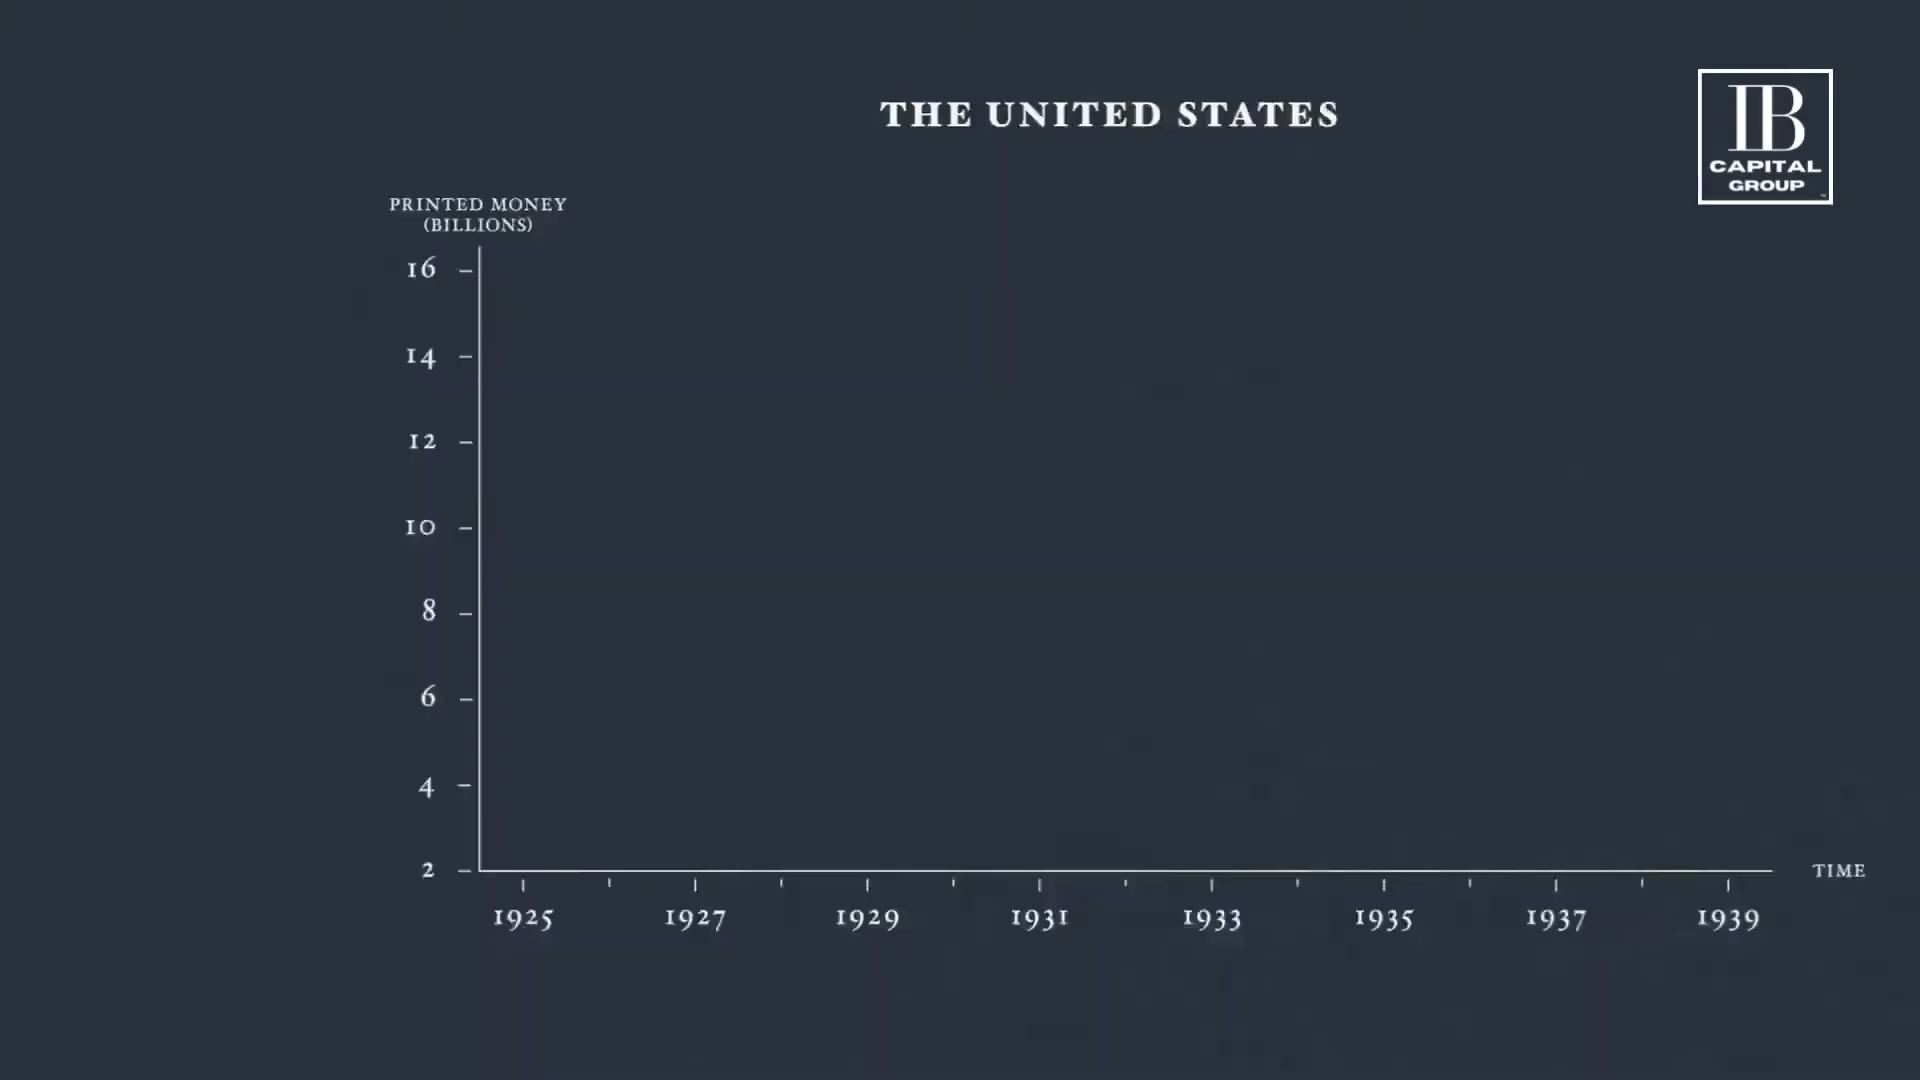 THE UNITED STATES
IB
CAPITAL
GROUP
PRINTED MONEY
(BILLIONS)
16
14
12
10
8
6
4
2
TIME
1925 1927 1929 1931 1933 1935 1937 1939